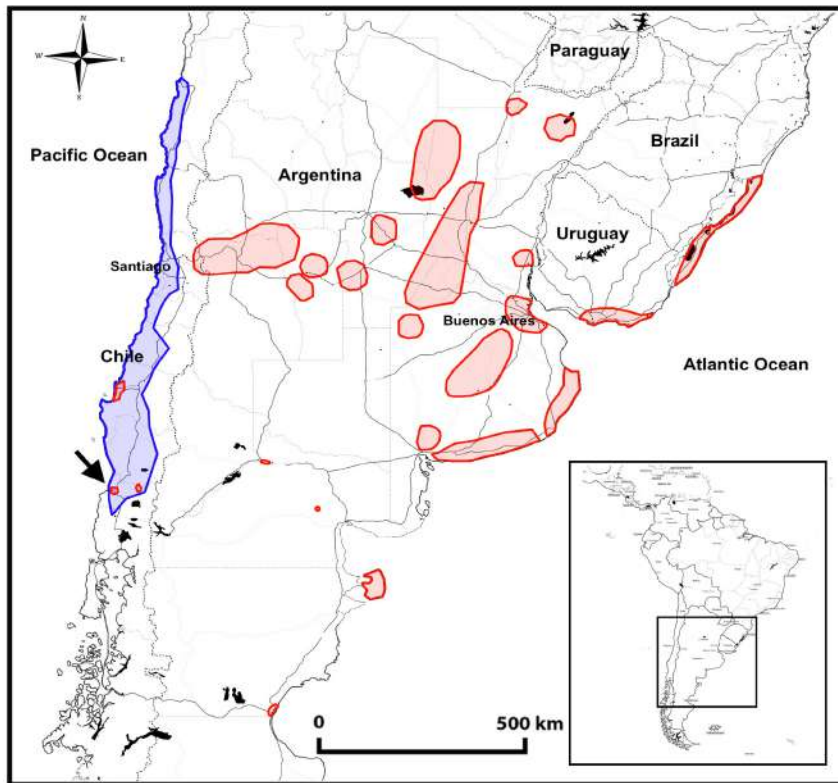 N
W
E
S
Paraguay
Pacific Ocean
Brazil
Argentina
Uruguay
Santiago
Buenos Aires
Chile
Atlantic Ocean
0
500 km